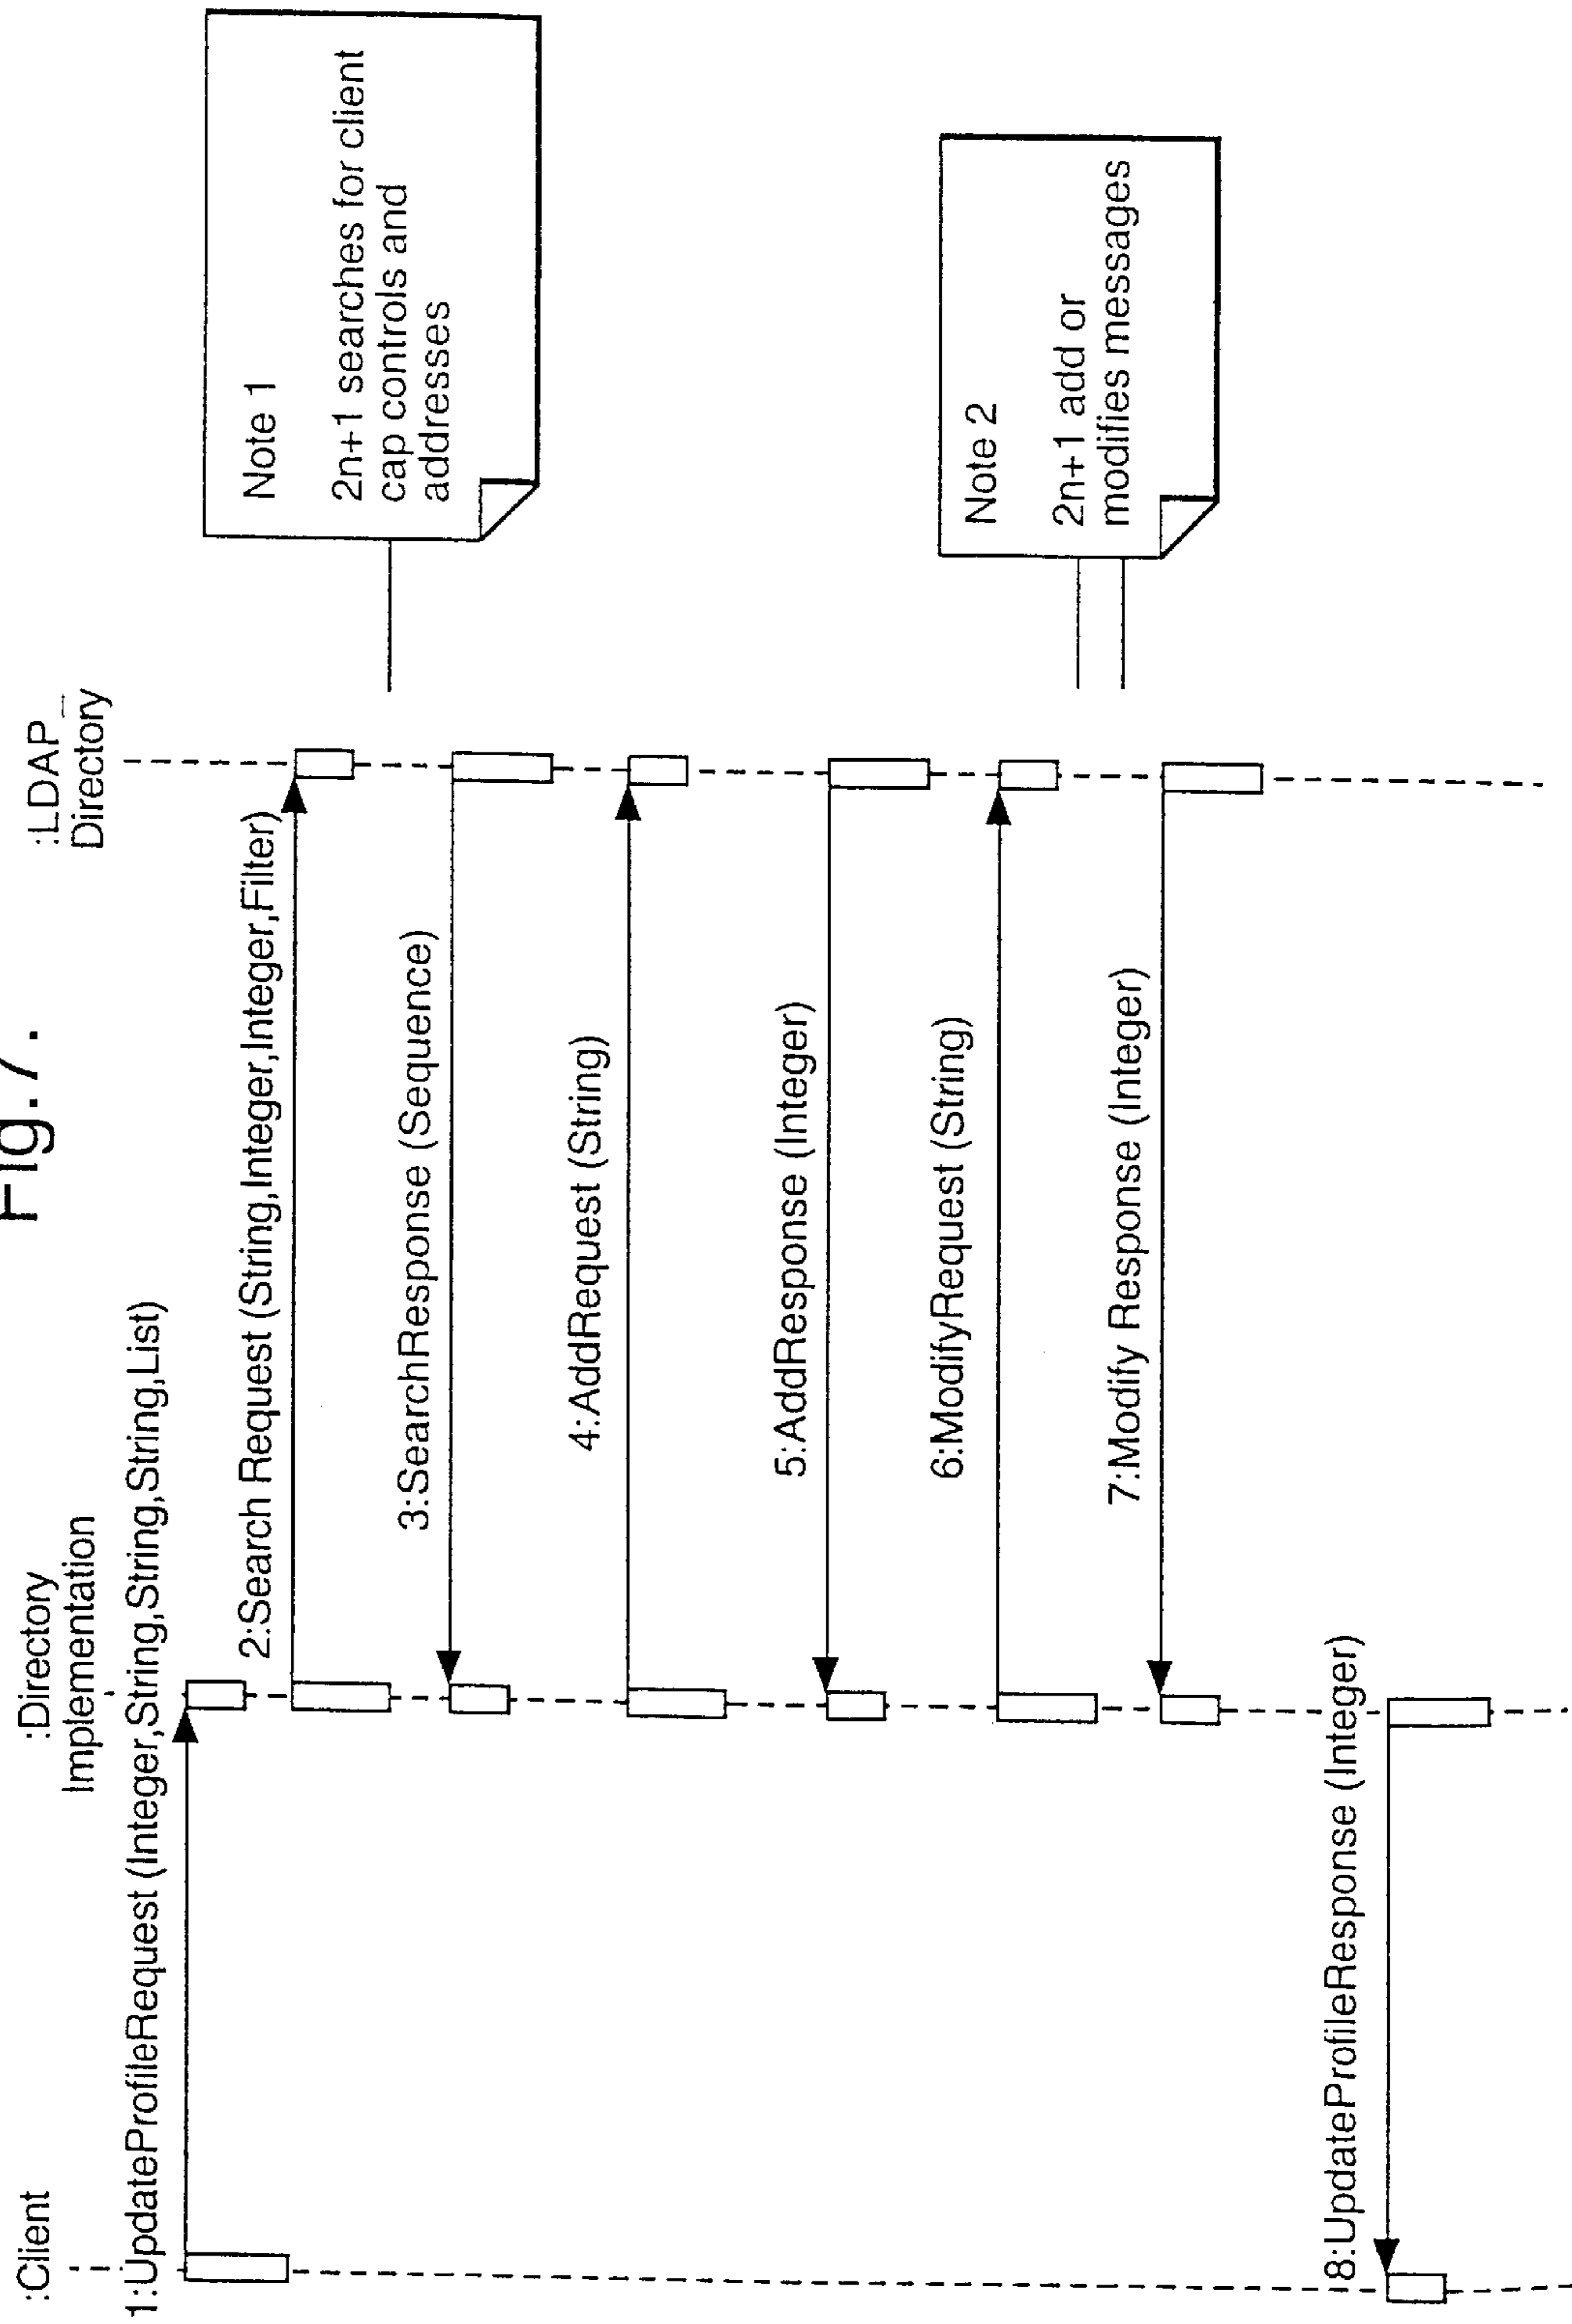 Fig.7.
:Client
:Directory
Implementation
:LDAP_
Directory
1:UpdateProfileRequest (Integer,String,String,String,String,List)
2:Search Request (String,Integer,Integer,Integer,Filter)
3:SearchResponse (Sequence)
4:AddRequest (String)
5:AddResponse (Integer)
6:ModifyRequest (String)
7:Modify Response (Integer)
8:UpdateProfileResponse (Integer)
Note 1
2n+1 searches for client
cap controls and
addresses
Note 2
2n+1 add or
modifies messages